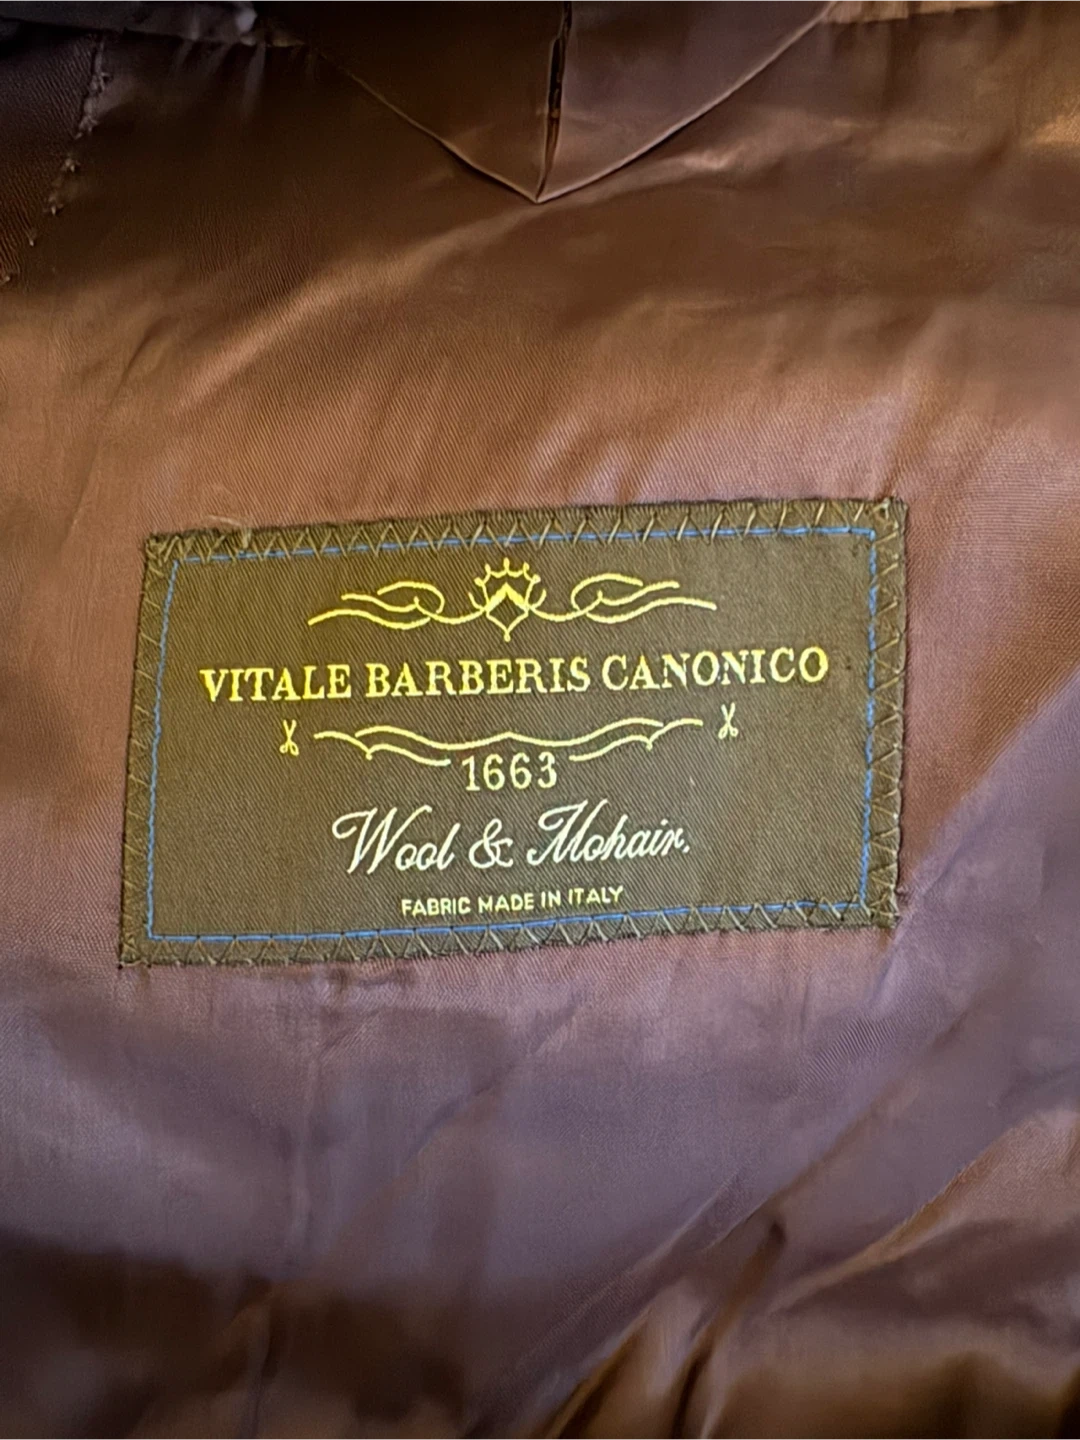 VITALE BARBERIS CANONICO
1663
Wool & Mohair.
FABRIC MADE IN ITALY